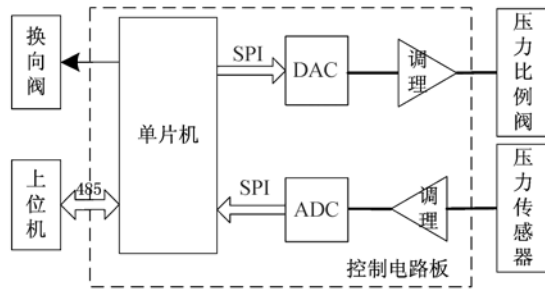 换向阀
SPI
DAC
调理
压力比例阀
单片机
上位机
485
SPI
ADC
调理
压力传感器
控制电路板